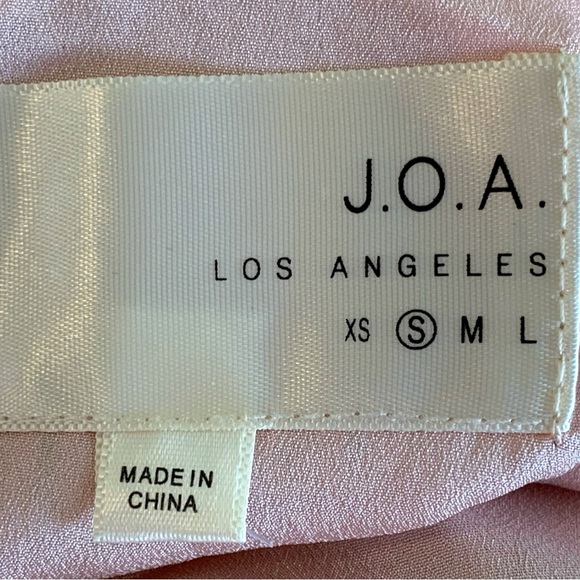 J.O.A.
LOS ANGELES
XS Ⓢ M L
MADE IN
CHINA